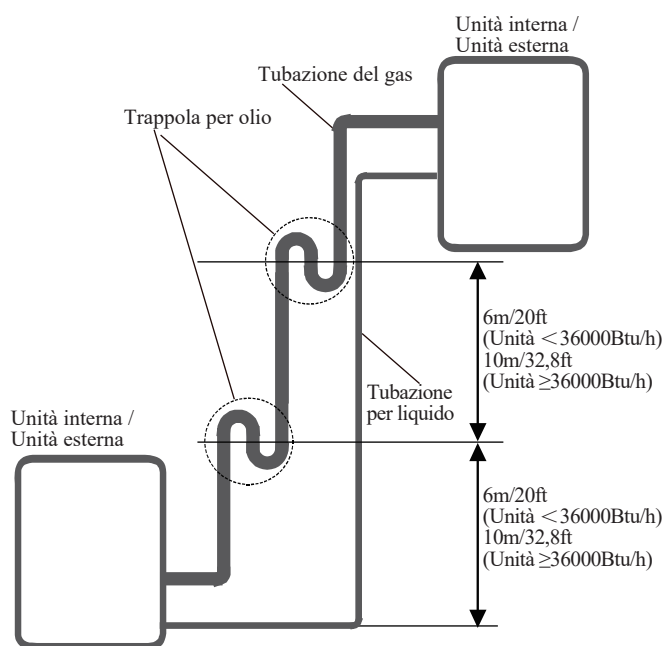 Unità interna /
Unità esterna
Tubazione del gas
Trappola per olio
6m/20ft
(Unità <36000Btu/h)
10m/32,8ft
(Unità ≥36000Btu/h)
Tubazione
per liquido
Unità interna /
Unità esterna
6m/20ft
(Unità <36000Btu/h)
10m/32,8ft
(Unità ≥36000Btu/h)